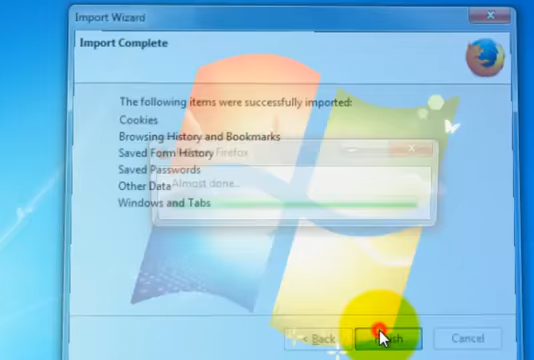 Import Wizard
Import Complete
The following items were successfully imported:
Cookies
Browsing History and Bookmarks
Saved Form History
Firefox
Saved Passwords
Other Data
Almost done...
Windows and Tabs
< Back
Finish
Cancel